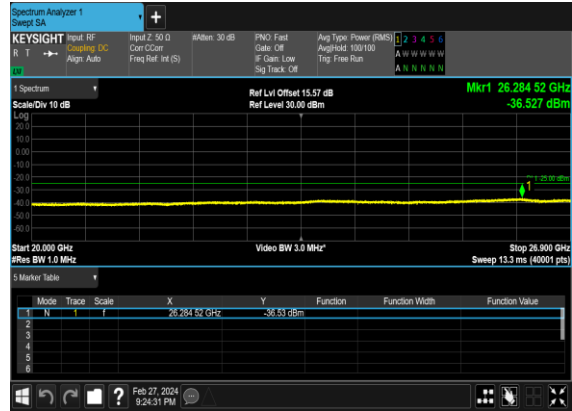 Spectrum Analyzer 1
Swept SA
KEYSIGHT Input: RF Input Z: 50 Ω #Atten: 30 dB PNO: Fast Avg Type: Power (RMS) 1 2 3 4 5 6
R T Coupling: DC Corr CCorr Gate: Off Avg|Hold: 100/100 A W W W W W
Align: Auto Freq Ref: Int (S) IF Gain: Low Trig: Free Run
Sig Track: Off A N N N N N
1 Spectrum Ref Lvl Offset 15.57 dB Mkr1 26.284 52 GHz
Scale/Div 10 dB Ref Level 30.00 dBm -36.527 dBm
Log
20.0
10.0
0.00
-10.0
-20.0
-25.00 dBm
1
-30.0
-40.0
-50.0
-60.0
Start 20.000 GHz Video BW 3.0 MHz* Stop 26.900 GHz
#Res BW 1.0 MHz Sweep 13.3 ms (40001 pts)
5 Marker Table
Mode Trace Scale X Y Function Function Width Function Value
1 N 1 f 26.284 52 GHz -36.53 dBm
2
3
4
5
6
? Feb 27, 2024
9:24:31 PM